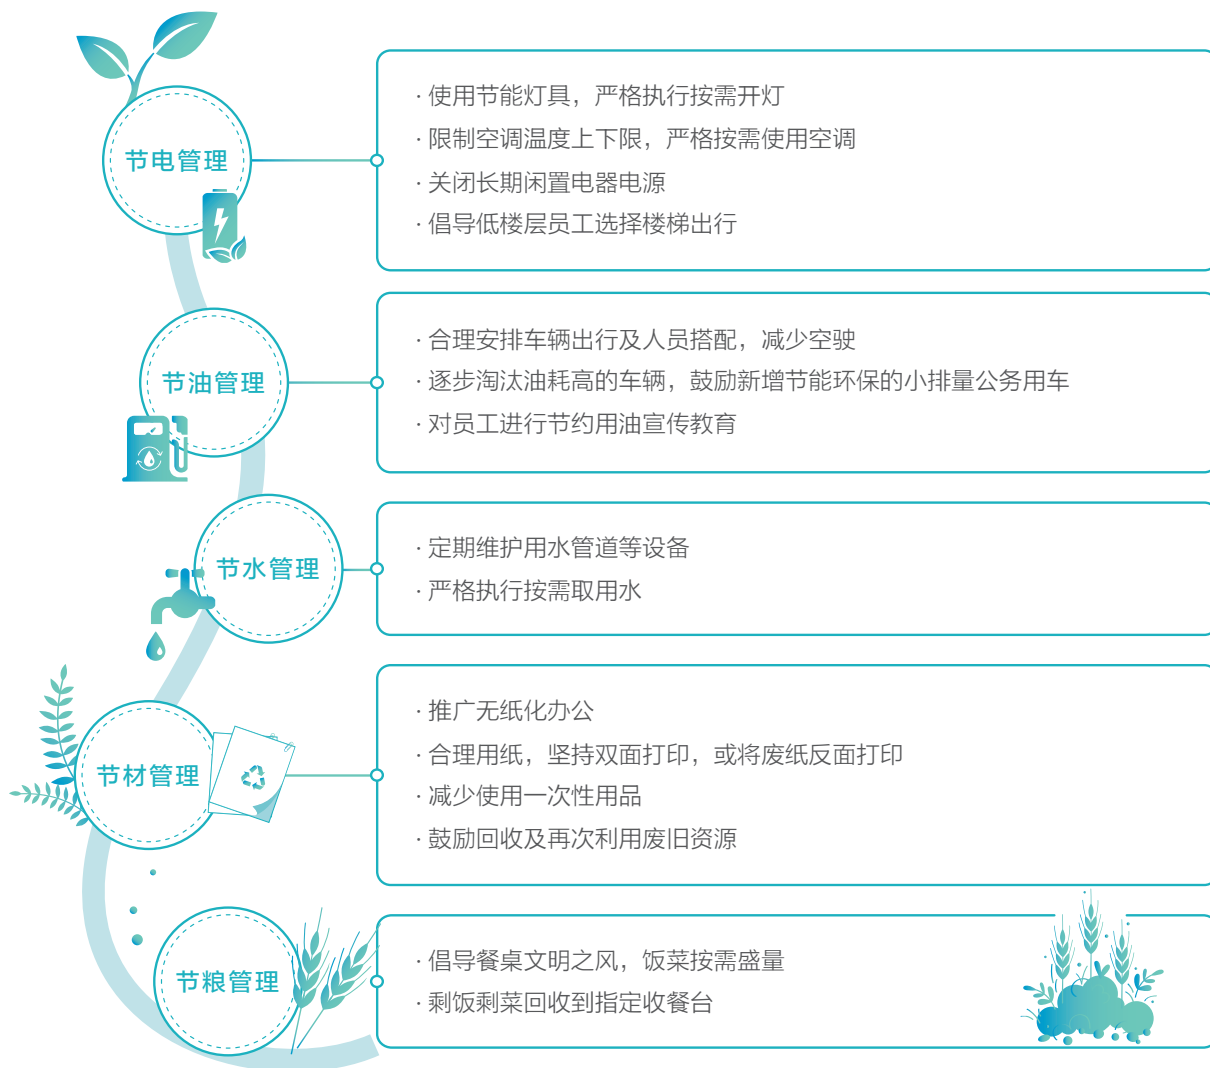 节电管理
· 使用节能灯具，严格执行按需开灯
· 限制空调温度上下限，严格按需使用空调
· 关闭长期闲置电器电源
· 倡导低楼层员工选择楼梯出行
节油管理
· 合理安排车辆出行及人员搭配，减少空驶
· 逐步淘汰油耗高的车辆，鼓励新增节能环保的小排量公务用车
· 对员工进行节约用油宣传教育
节水管理
· 定期维护用水管道等设备
· 严格执行按需取用水
节材管理
· 推广无纸化办公
· 合理用纸，坚持双面打印，或将废纸反面打印
· 减少使用一次性用品
· 鼓励回收及再次利用废旧资源
节粮管理
· 倡导餐桌文明之风，饭菜按需盛量
· 剩饭剩菜回收到指定收餐台